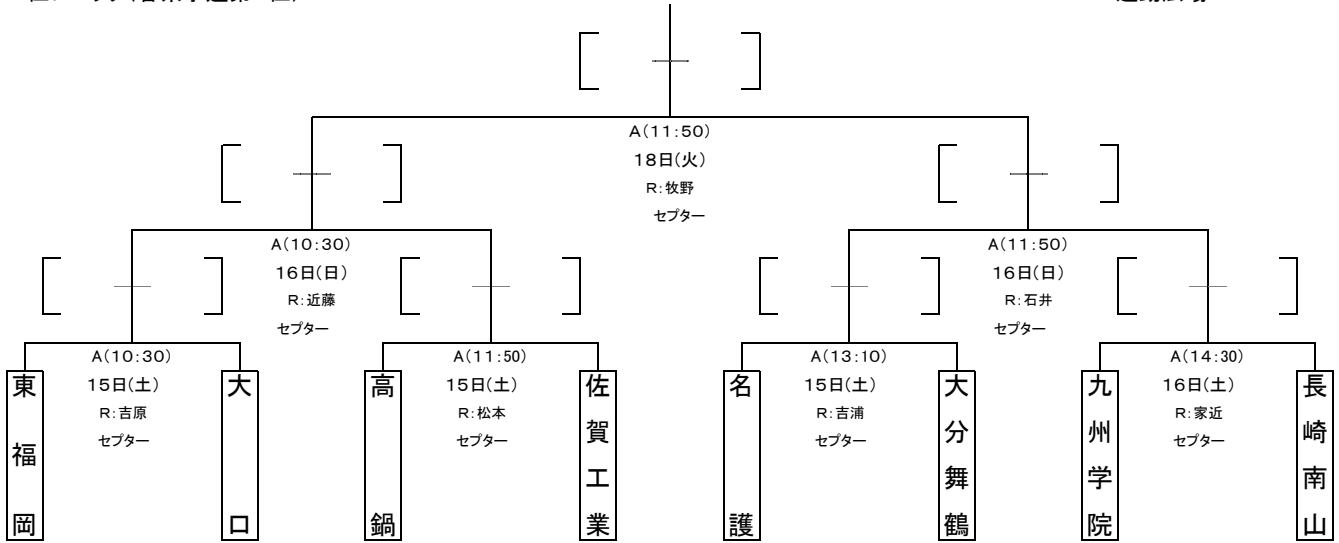 A(11:50)
18日(火)
R:牧野
セプター
A(10:30)
16日(日)
R:近藤
セプター
A(11:50)
16日(日)
R:石井
セプター
A(10:30)
15日(土)
R:吉原
セプター
A(11:50)
15日(土)
R:松本
セプター
A(13:10)
15日(土)
R:吉浦
セプター
A(14:30)
16日(土)
R:家近
セプター
東福岡
大口
高鍋
佐賀工業
名護
大分舞鶴
九州学院
長崎南山